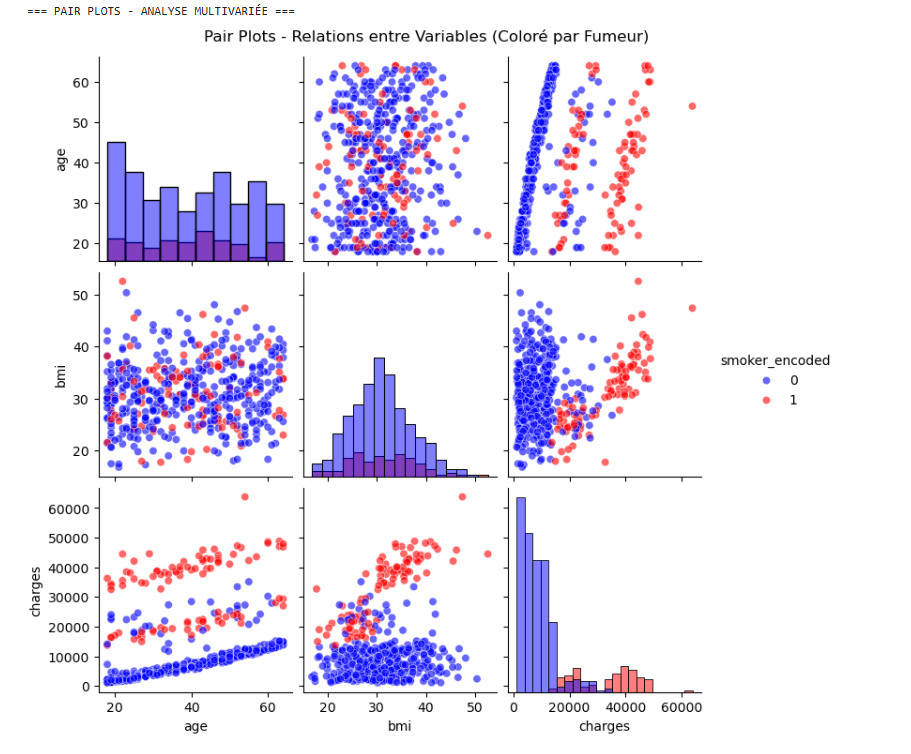 === PAIR PLOTS - ANALYSE MULTIVARIÉE ===
Pair Plots - Relations entre Variables (Coloré par Fumeur)
60
50
40
30
20
age
50
40
30
20
bmi
smoker_encoded
0
1
60000
50000
40000
30000
20000
10000
0
charges
20 40 60
20 30 40 50
0 20000 40000 60000
age
bmi
charges